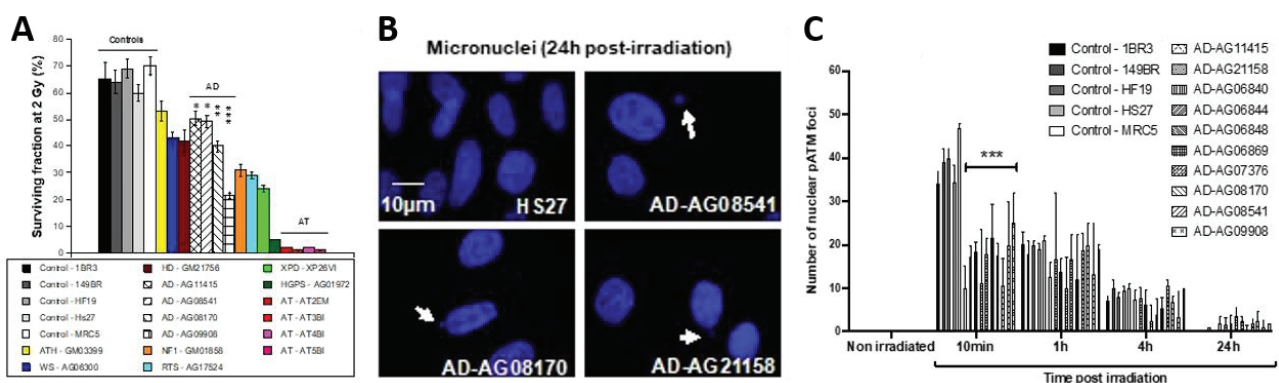 A
Surviving fraction at 2 Gy (%)
80
70
60
50
40
30
20
10
0
Controls
AD
*
*
**
***
AT
Control - 1BR3
Control - 149BR
Control - HF19
Control - Hs27
Control - MRC5
ATH - GM03399
WS - AG06300
HD - GM21756
AD - AG11415
AD - AG08541
AD - AG08170
AD - AG09908
NF1 - GM01858
RTS - AG17524
XPD - XP26VI
HGPS - AG01972
AT - AT2EM
AT - AT3BI
AT - AT4BI
AT - AT5BI
B
Micronuclei (24h post-irradiation)
10µm
HS27
AD-AG08541
AD-AG08170
AD-AG21158
C
Number of nuclear pATM foci
60
50
40
30
20
10
0
***
Control - 1BR3
Control - 149BR
Control - HF19
Control - HS27
Control - MRC5
AD-AG11415
AD-AG21158
AD-AG06840
AD-AG06844
AD-AG06848
AD-AG06869
AD-AG07376
AD-AG08170
AD-AG08541
AD-AG09908
Non irradiated
10min
1h
4h
24h
Time post irradiation